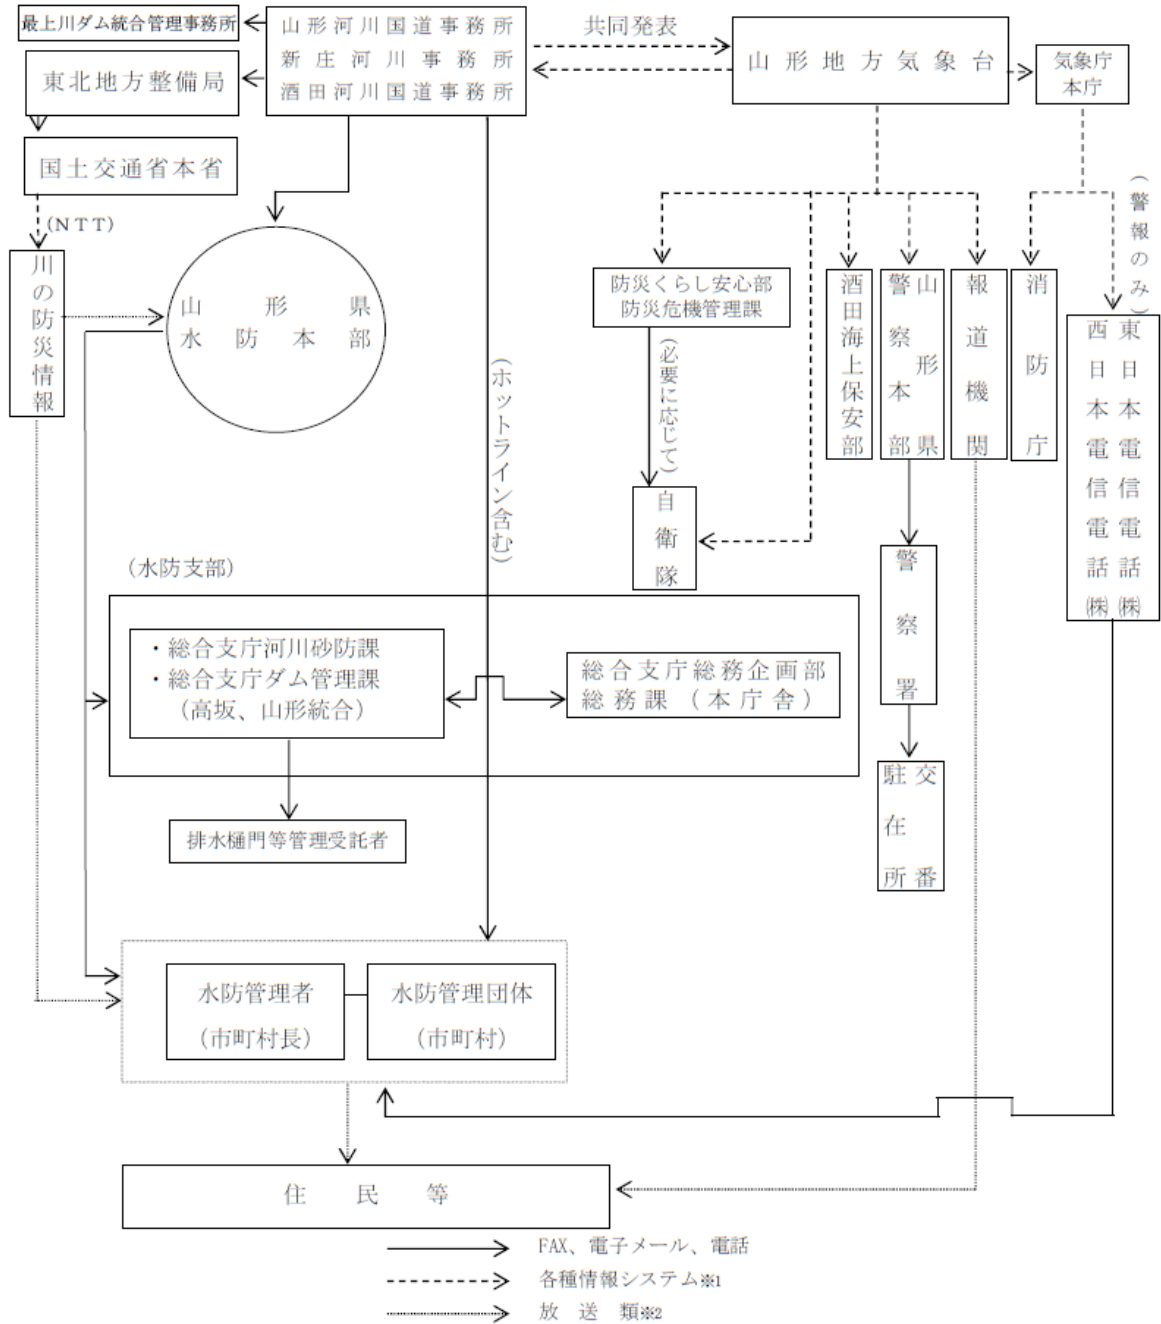 最上川ダム統合管理事務所
山形河川国道事務所
新庄河川事務所
酒田河川国道事務所
共同発表
山形地方気象台
気象庁
本庁
東北地方整備局
国土交通省本省
(NTT)
川の防災情報
山形県
水防本部
(ホットライン含む)
防災くらし安心部
防災危機管理課
(必要に応じて)
自衛隊
酒田海上保安部
山形県
警察本部
報道機関
消防庁
(警報のみ)
東日本電信電話㈱
西日本電信電話㈱
警察署
交番
駐在所
(水防支部)
・総合支庁河川砂防課
・総合支庁ダム管理課
(高坂、山形統合)
総合支庁総務企画部
総務課(本庁舎)
排水樋門等管理受託者
水防管理者
(市町村長)
水防管理団体
(市町村)
住民等
FAX、電子メール、電話
各種情報システム※1
放送類※2